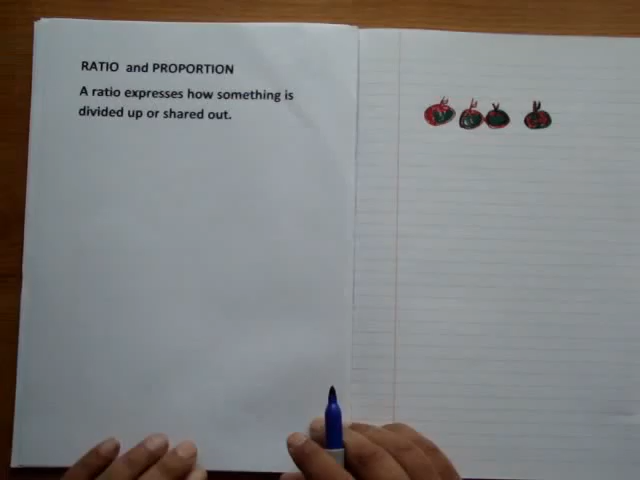 RATIO and PROPORTION
A ratio expresses how something is
divided up or shared out.